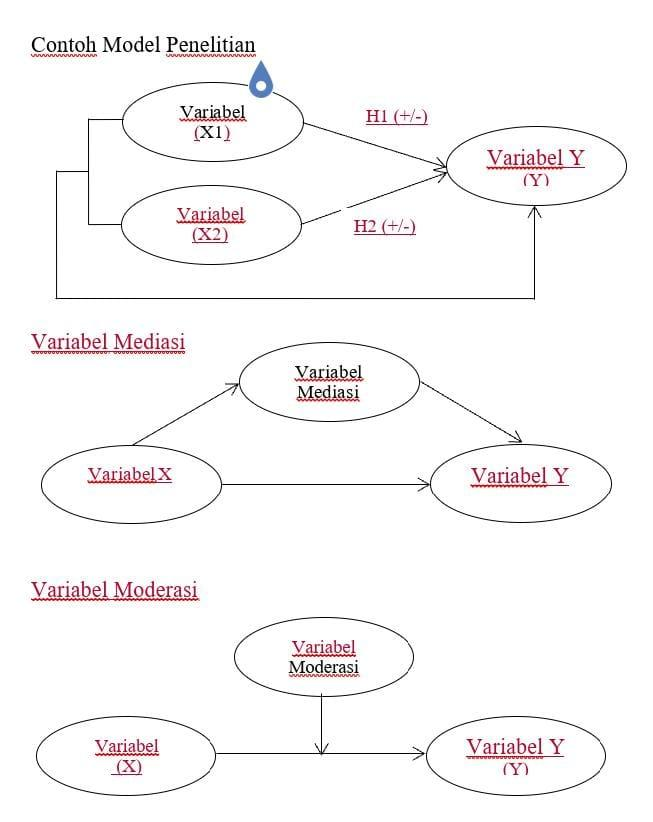 Contoh Model Penelitian
Variabel
(X1)
H1 (+/-)
Variabel Y
(Y)
Variabel
(X2)
H2 (+/-)
Variabel Mediasi
Variabel
Mediasi
Variabel X
Variabel Y
Variabel Moderasi
Variabel
Moderasi
Variabel
(X)
Variabel Y
(Y)